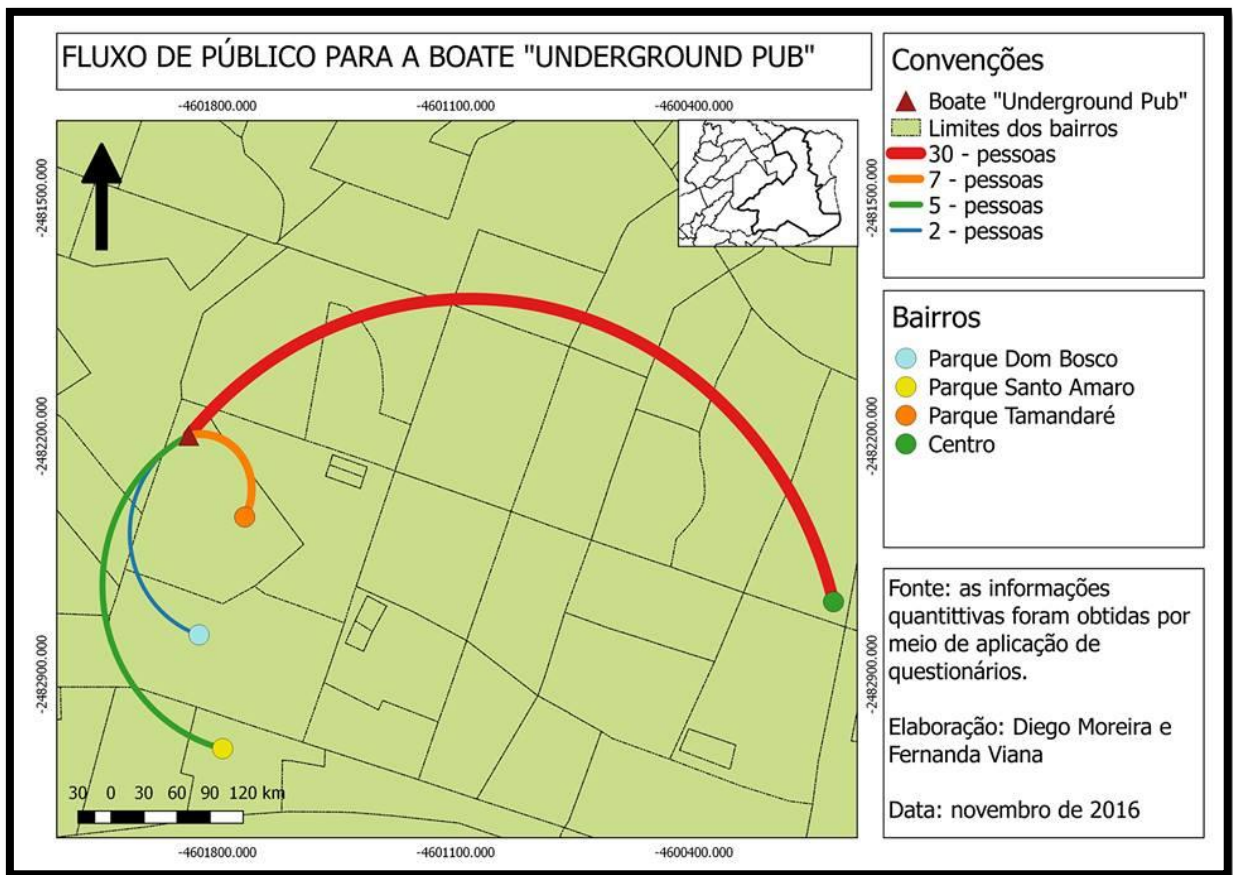 FLUXO DE PÚBLICO PARA A BOATE "UNDERGROUND PUB"
-4601800.000 -4601100.000 -4600400.000
-2481500.000 -2481500.000
-2482200.000 -2482200.000
-2482900.000 -2482900.000
30 0 30 60 90 120 km
-4601800.000 -4601100.000 -4600400.000
Convenções
Boate "Underground Pub"
Limites dos bairros
30 - pessoas
7 - pessoas
5 - pessoas
2 - pessoas
Bairros
Parque Dom Bosco
Parque Santo Amaro
Parque Tamandaré
Centro
Fonte: as informações
quantittivas foram obtidas por
meio de aplicação de
questionários.
Elaboração: Diego Moreira e
Fernanda Viana
Data: novembro de 2016